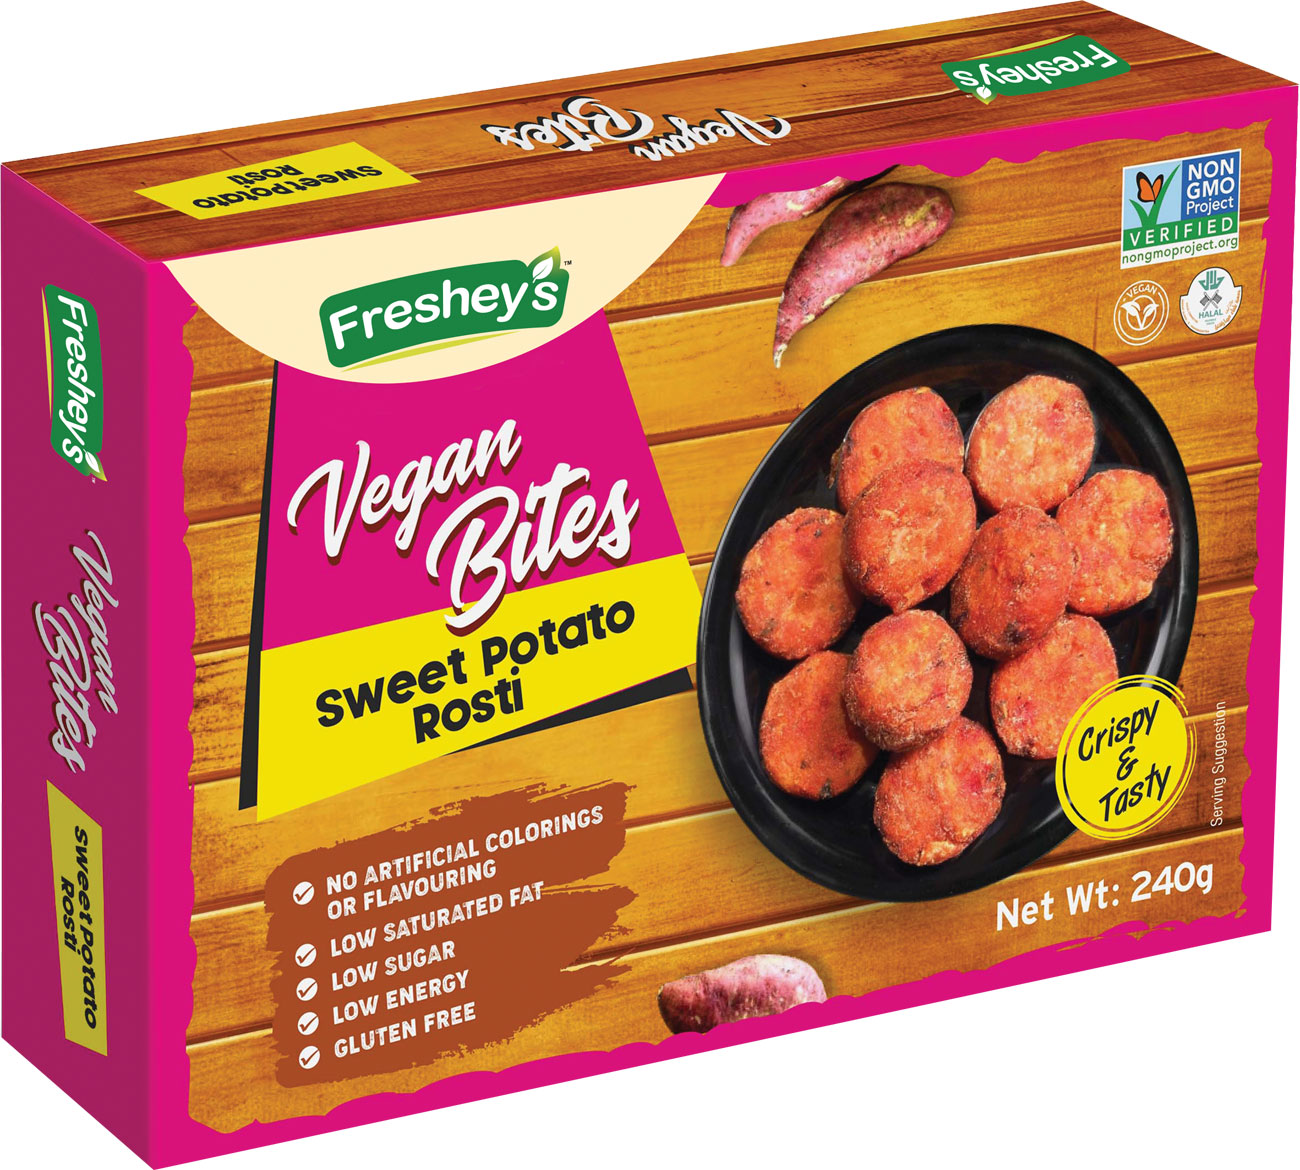 Freshey's
Vegan
Bites
Sweet Potato
Rosti
Freshey's™
Vegan
Bites
Sweet Potato
Rosti
NO ARTIFICIAL COLORINGS
OR FLAVOURING
LOW SATURATED FAT
LOW SUGAR
LOW ENERGY
GLUTEN FREE
NON
GMO
Project
VERIFIED
nongmoproject.org
VEGAN
HALAL
Crispy
&
Tasty
Serving Suggestion
Net Wt: 240g
Freshey's
Vegan
Bites
Sweet Potato
Rosti